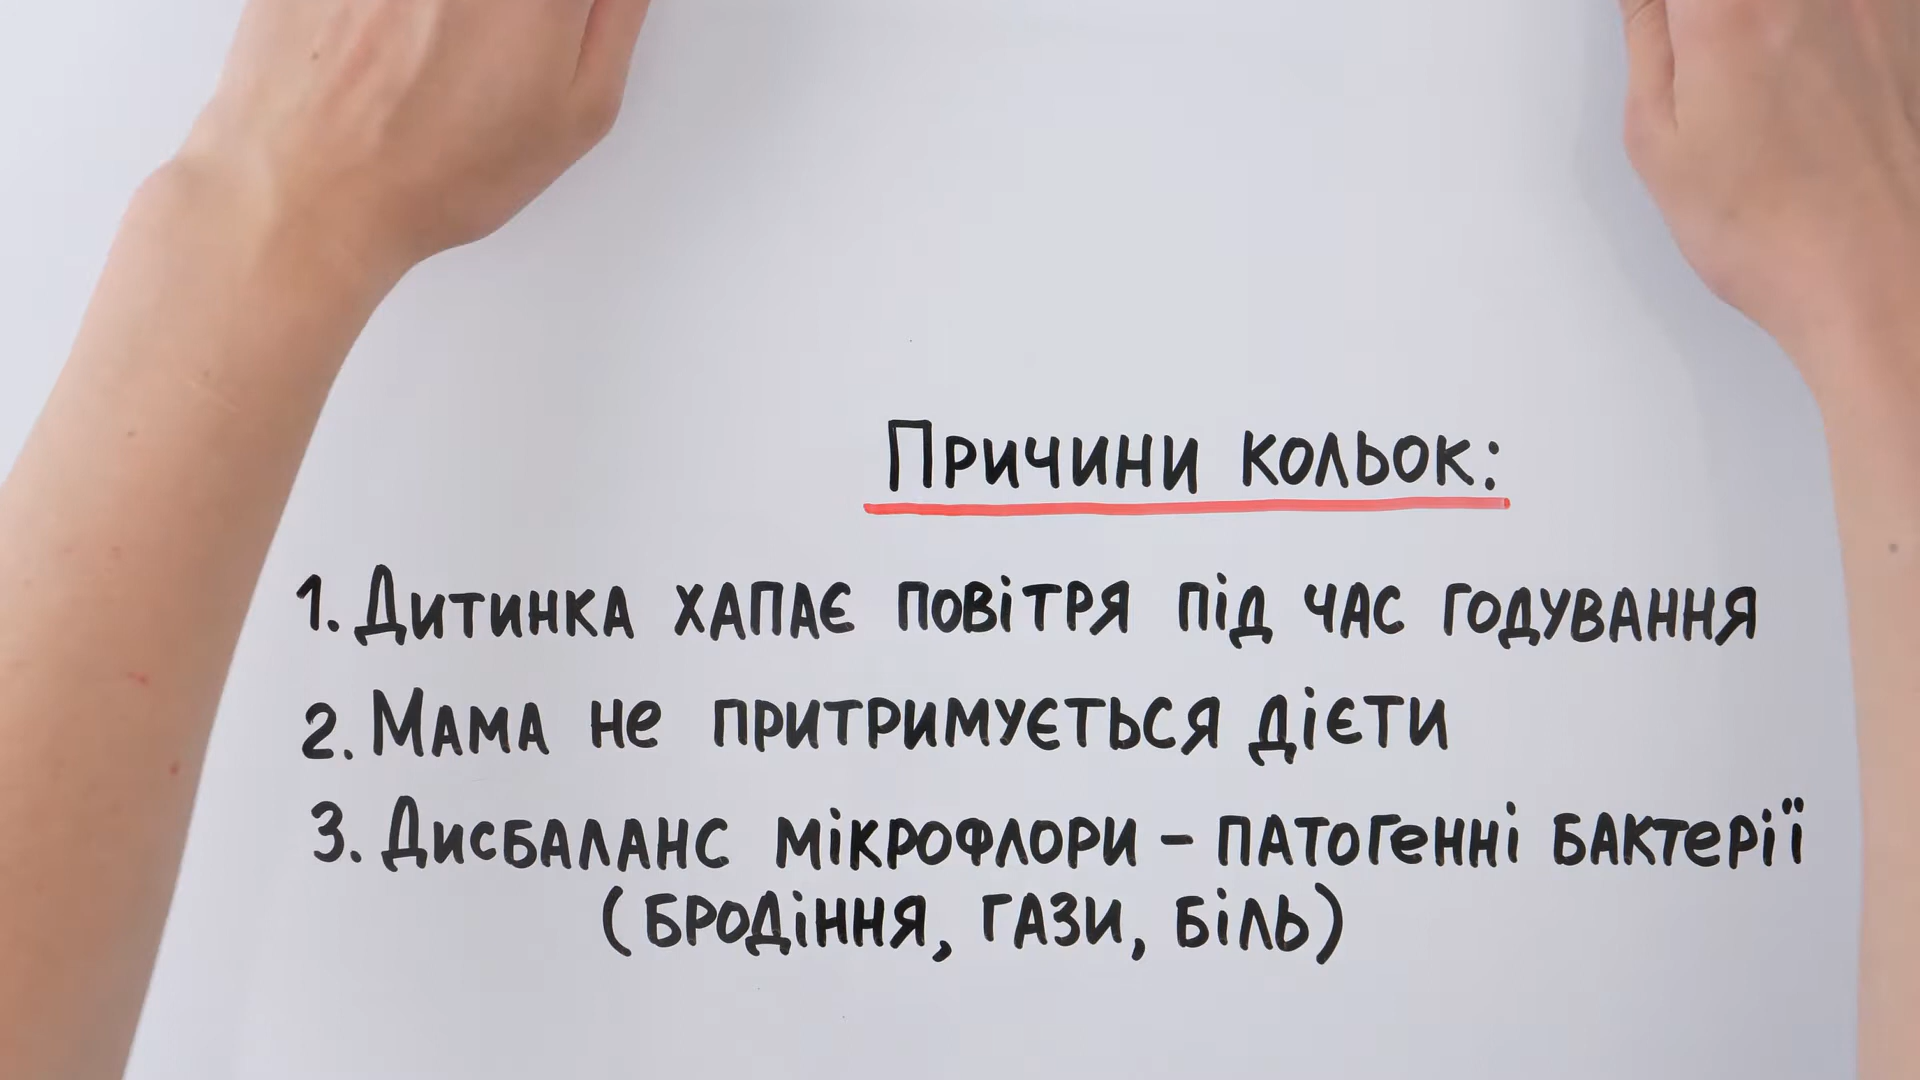 Причини кольок:
1. Дитинка хапає повітря під час годування
2. Мама не притримується дієти
3. Дисбаланс мікрофлори - патогенні бактерії
(бродіння, гази, біль)